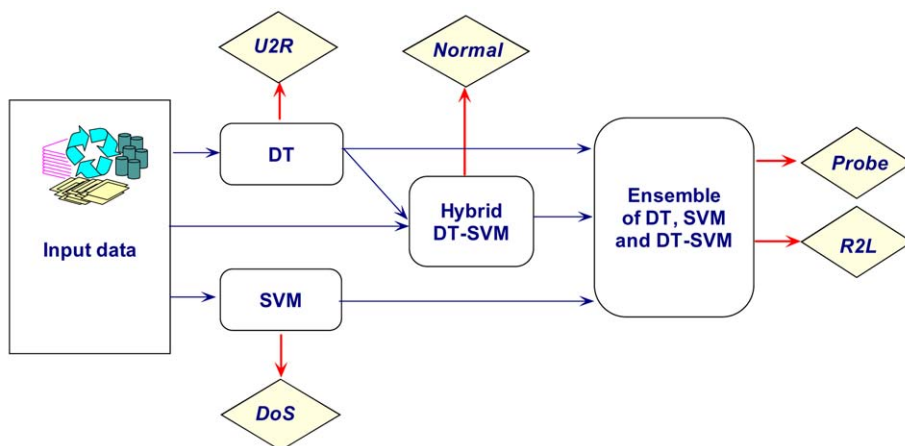 U2R
Normal
DT
Probe
Hybrid
DT-SVM
Ensemble
of DT, SVM
and DT-SVM
Input data
R2L
SVM
DoS